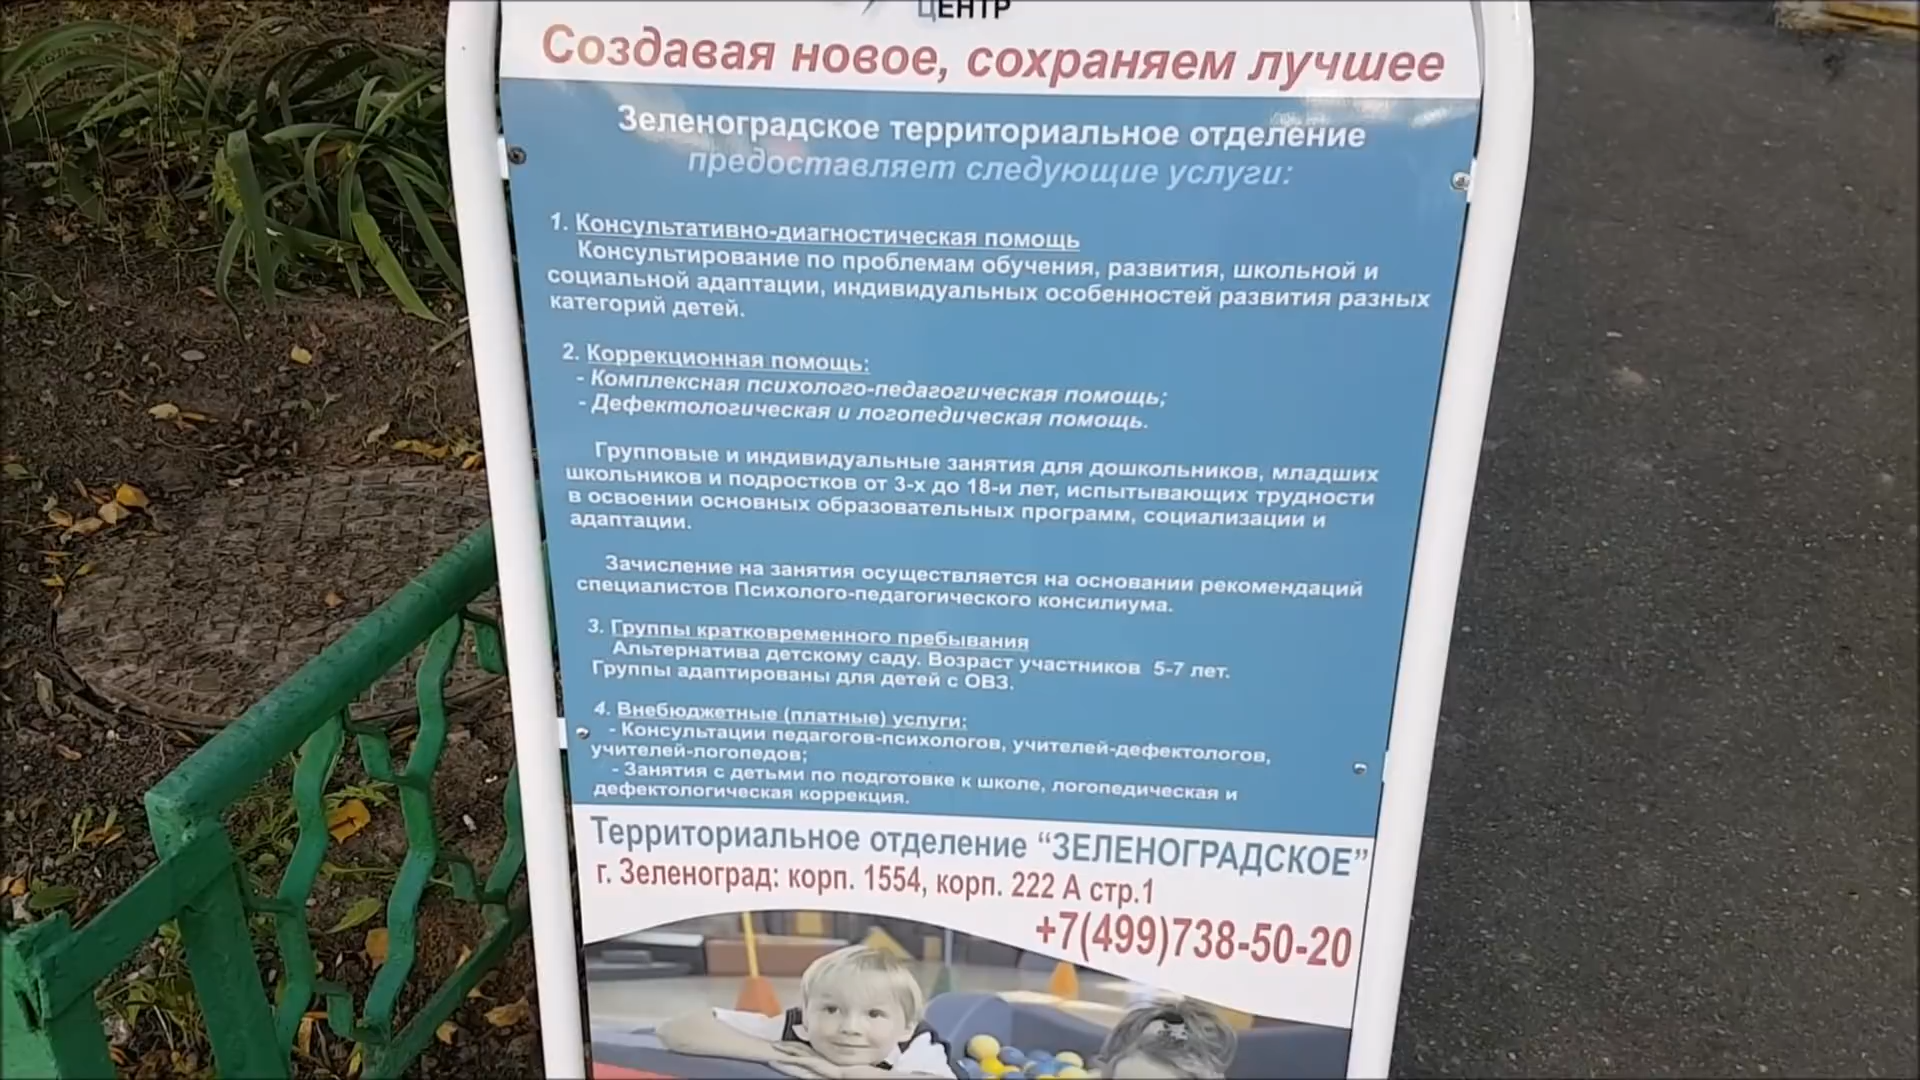 ЦЕНТР
Создавая новое, сохраняем лучшее
Зеленоградское территориальное отделение
предоставляет следующие услуги:
1. Консультативно-диагностическая помощь
Консультирование по проблемам обучения, развития, школьной и
социальной адаптации, индивидуальных особенностей развития разных
категорий детей.
2. Коррекционная помощь:
- Комплексная психолого-педагогическая помощь;
- Дефектологическая и логопедическая помощь.
Групповые и индивидуальные занятия для дошкольников, младших
школьников и подростков от 3-х до 18-и лет, испытывающих трудности
в освоении основных образовательных программ, социализации и
адаптации.
Зачисление на занятия осуществляется на основании рекомендаций
специалистов Психолого-педагогического консилиума.
3. Группы кратковременного пребывания
Альтернатива детскому саду. Возраст участников 5-7 лет.
Группы адаптированы для детей с ОВЗ.
4. Внебюджетные (платные) услуги:
- Консультации педагогов-психологов, учителей-дефектологов,
учителей-логопедов;
- Занятия с детьми по подготовке к школе, логопедическая и
дефектологическая коррекция.
Территориальное отделение “ЗЕЛЕНОГРАДСКОЕ”
г. Зеленоград: корп. 1554, корп. 222 А стр.1
+7(499)738-50-20